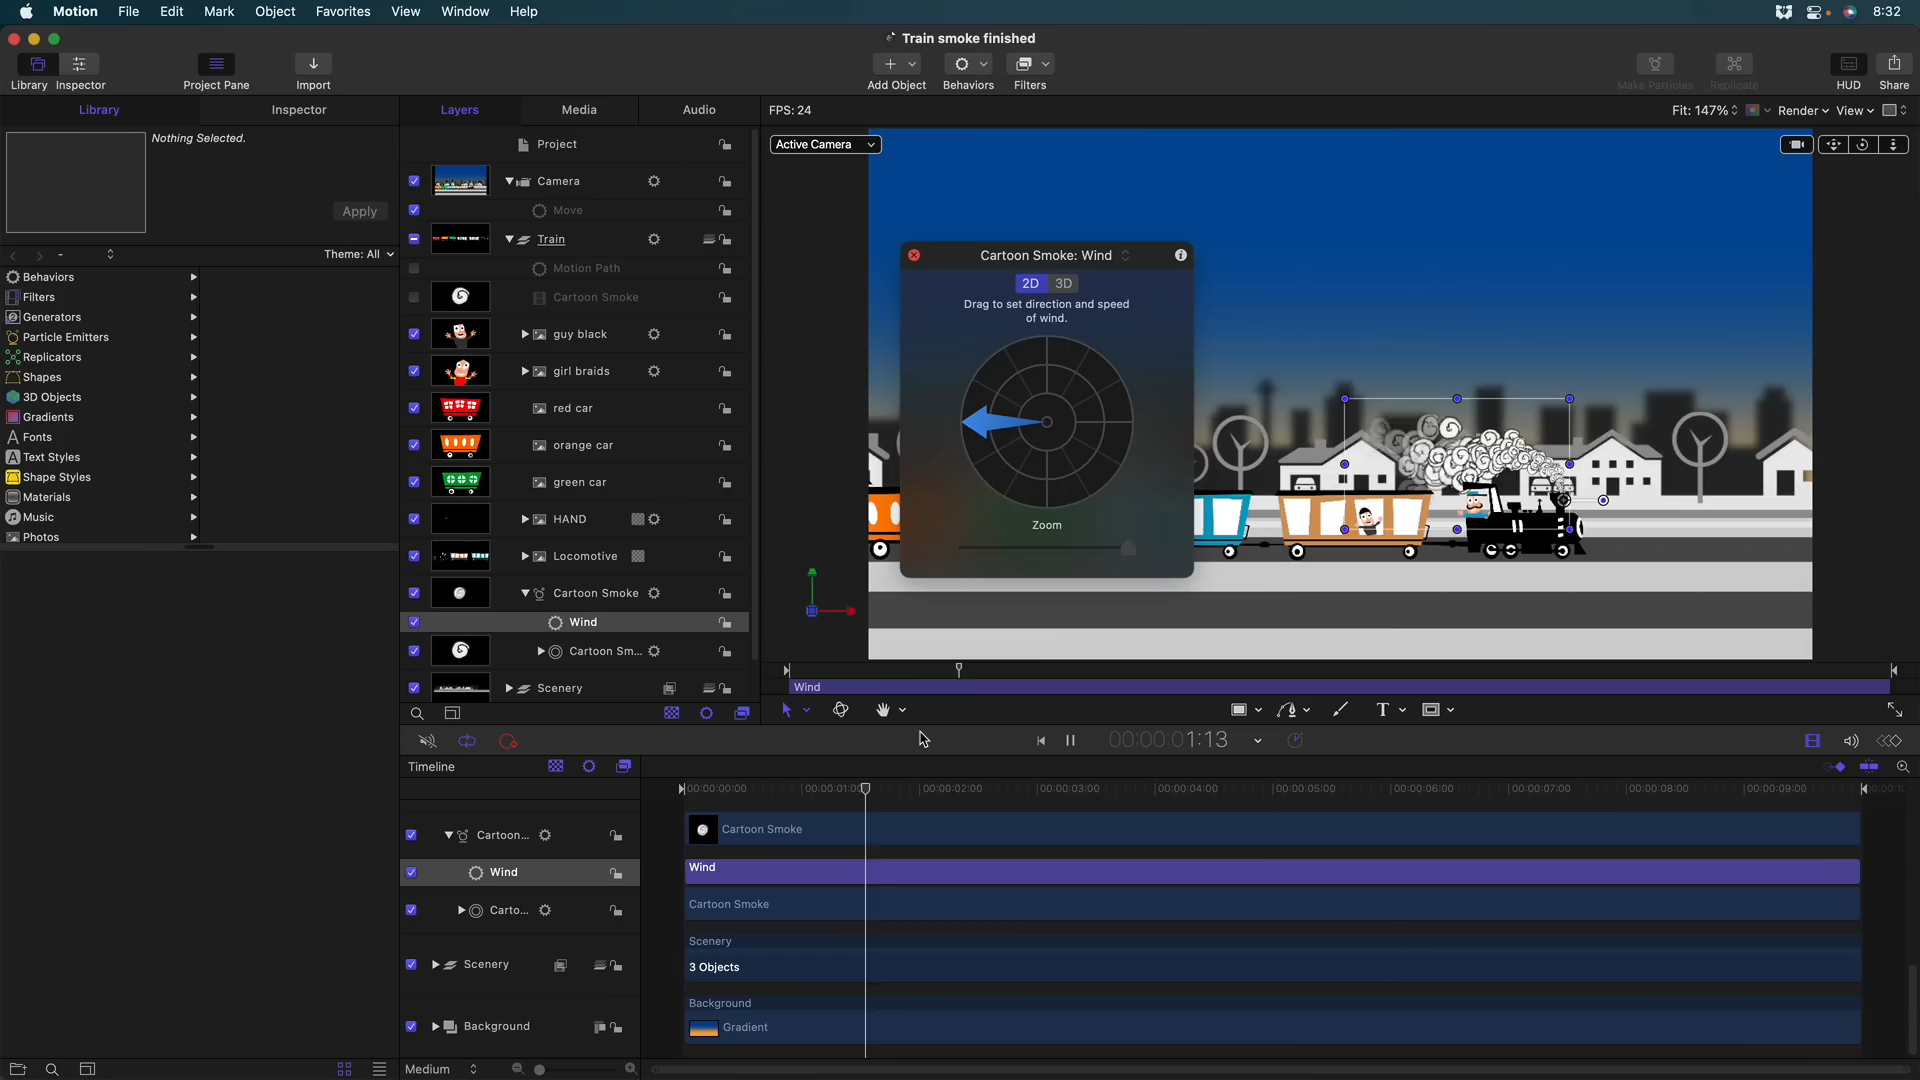 Motion File Edit Mark Object Favorites View Window Help 8:32
Train smoke finished
Library Inspector Project Pane Import Add Object Behaviors Filters Make Particles Replicate HUD Share
Library Inspector Layers Media Audio FPS: 24 Fit: 147% Render View
Nothing Selected.
Apply
Theme: All
Behaviors
Filters
Generators
Particle Emitters
Replicators
Shapes
3D Objects
Gradients
Fonts
Text Styles
Shape Styles
Materials
Music
Photos
Project
Camera
Move
Train
Motion Path
Cartoon Smoke
guy black
girl braids
red car
orange car
green car
HAND
Locomotive
Cartoon Smoke
Wind
Cartoon Sm...
Scenery
Active Camera
Cartoon Smoke: Wind
2D 3D
Drag to set direction and speed
of wind.
Zoom
Wind
00:00:01:13
Timeline
00:00:00:00 00:00:01:0 00:00:02:00 00:00:03:00 00:00:04:00 00:00:05:00 00:00:06:00 00:00:07:00 00:00:08:00 00:00:09:00
Cartoon... Cartoon Smoke
Wind Wind
Carto... Cartoon Smoke
Scenery
Scenery 3 Objects
Background
Background Gradient
Medium